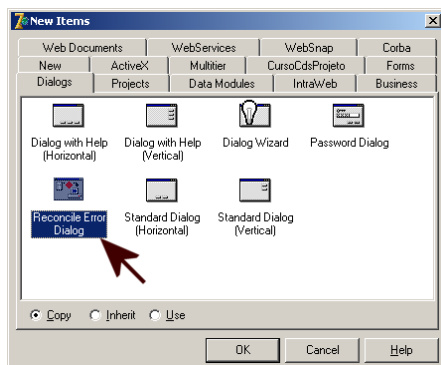 New Items
Web Documents WebServices WebSnap Corba
New ActiveX Multitier CursoCdsProjeto Forms
Dialogs Projects Data Modules IntraWeb Business
Dialog with Help Dialog with Help Dialog Wizard Password Dialog
(Horizontal) (Vertical)
Reconcile Error Standard Dialog Standard Dialog
Dialog (Horizontal) (Vertical)
Copy Inherit Use
OK Cancel Help